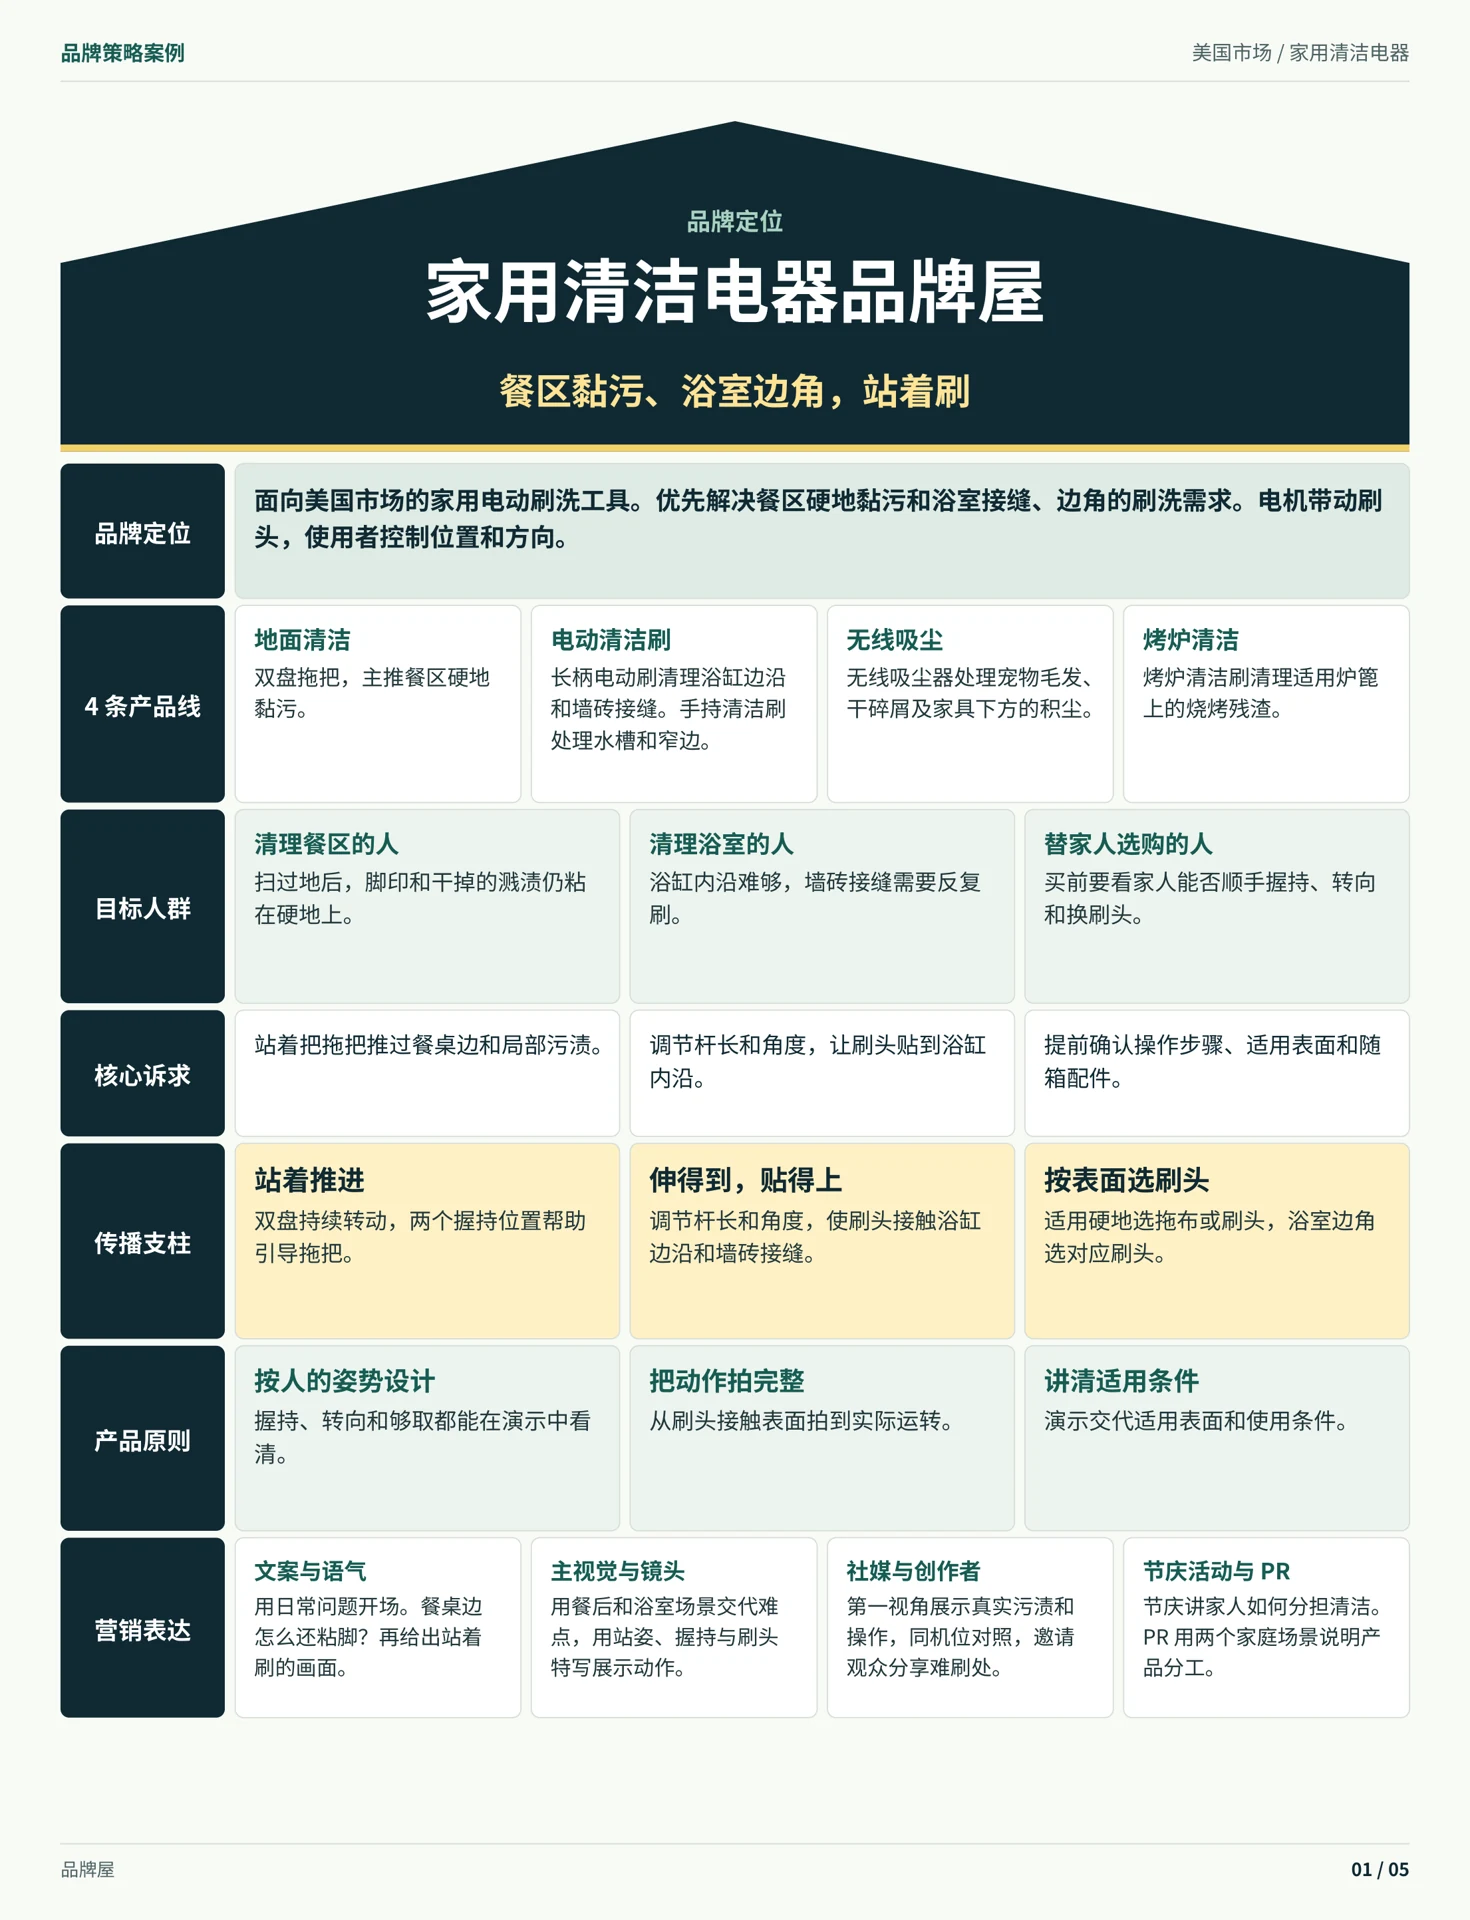 品牌策略案例
美国市场 / 家用清洁电器
品牌定位
家用清洁电器品牌屋
餐区黏污、浴室边角，站着刷
品牌定位
面向美国市场的家用电动刷洗工具。优先解决餐区硬地黏污和浴室接缝、边角的刷洗需求。电机带动刷
头，使用者控制位置和方向。
4 条产品线
地面清洁
双盘拖把，主推餐区硬地
黏污。
电动清洁刷
长柄电动刷清理浴缸边沿
和墙砖接缝。手持清洁刷
处理水槽和窄边。
无线吸尘
无线吸尘器处理宠物毛发、
干碎屑及家具下方的积尘。
烤炉清洁
烤炉清洁刷清理适用炉篦
上的烧烤残渣。
目标人群
清理餐区的人
扫过地后，脚印和干掉的溅渍仍粘
在硬地上。
清理浴室的人
浴缸内沿难够，墙砖接缝需要反复
刷。
替家人选购的人
买前要看家人能否顺手握持、转向
和换刷头。
核心诉求
站着把拖把推过餐桌边和局部污渍。
调节杆长和角度，让刷头贴到浴缸
内沿。
提前确认操作步骤、适用表面和随
箱配件。
传播支柱
站着推进
双盘持续转动，两个握持位置帮助
引导拖把。
伸得到，贴得上
调节杆长和角度，使刷头接触浴缸
边沿和墙砖接缝。
按表面选刷头
适用硬地选拖布或刷头，浴室边角
选对应刷头。
产品原则
按人的姿势设计
握持、转向和够取都能在演示中看
清。
把动作拍完整
从刷头接触表面拍到实际运转。
讲清适用条件
演示交代适用表面和使用条件。
营销表达
文案与语气
用日常问题开场。餐桌边
怎么还粘脚？再给出站着
刷的画面。
主视觉与镜头
用餐后和浴室场景交代难
点，用站姿、握持与刷头
特写展示动作。
社媒与创作者
第一视角展示真实污渍和
操作，同机位对照，邀请
观众分享难刷处。
节庆活动与 PR
节庆讲家人如何分担清洁。
PR 用两个家庭场景说明产
品分工。
品牌屋
01 / 05